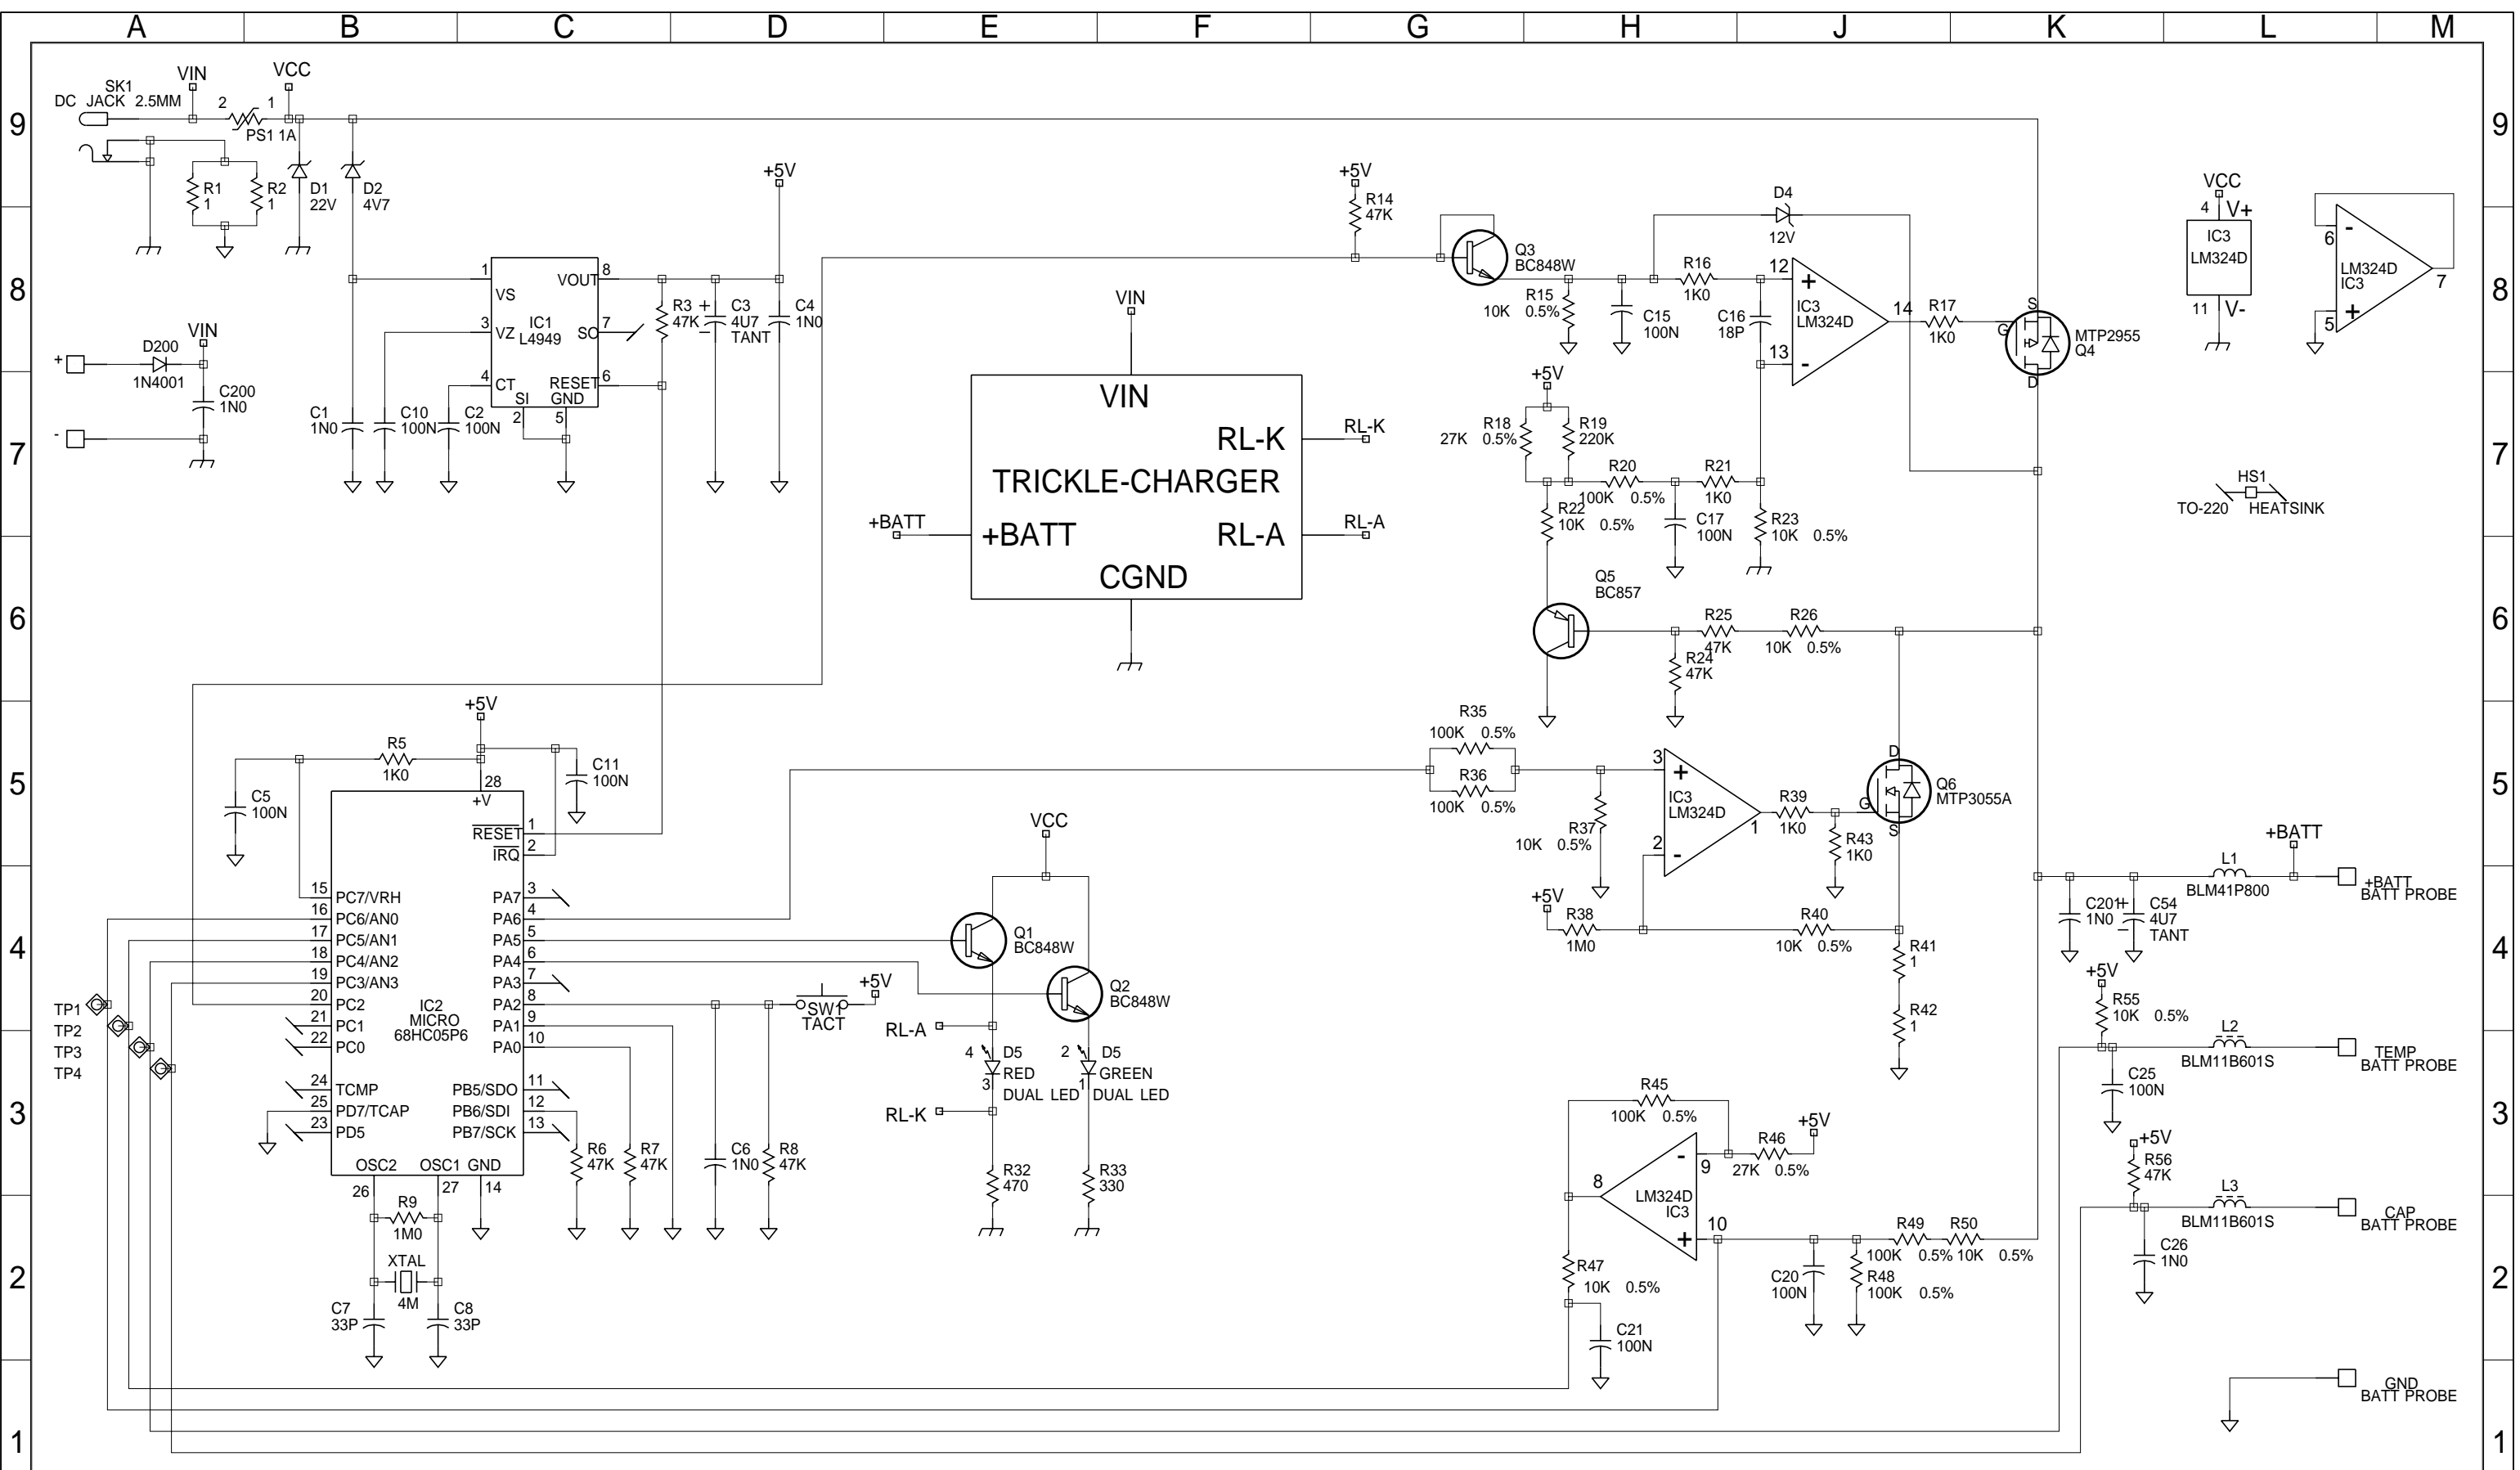 A B C D E F G H J K L M
9 9
8 8
7 7
6 6
5 5
4 4
3 3
2 2
1 1
SK1
DC JACK 2.5MM
VIN
2 1
PS1 1A
VCC
R1
1
R2
1
D1
22V
D2
4V7
+
-
D200
1N4001
VIN
C200
1N0
1
VS
3
VZ
4
CT
IC1
L4949
VOUT
8
SO
7
RESET
6
SI
2
GND
5
C1
1N0
C10
100N
C2
100N
R3
47K
+
-
C3
4U7
TANT
C4
1N0
+5V
VIN
VIN
RL-K
RL-K
TRICKLE-CHARGER
+BATT
+BATT
RL-A
RL-A
CGND
+5V
R14
47K
Q3
BC848W
10K
R15
0.5%
C15
100N
R16
1K0
C16
18P
D4
12V
12
+
IC3
LM324D
13
-
14
R17
1K0
S
G
D
MTP2955
Q4
VCC
4 V+
IC3
LM324D
11 V-
6
-
LM324D
IC3
5
+
7
HS1
TO-220 HEATSINK
+5V
R18
27K 0.5%
R19
220K
R20
100K 0.5%
R21
1K0
R22
10K 0.5%
C17
100N
R23
10K 0.5%
Q5
BC857
R25
47K
R26
10K 0.5%
R24
47K
R35
100K 0.5%
R36
100K 0.5%
3
+
IC3
LM324D
2
-
1
R37
10K 0.5%
R39
1K0
R43
1K0
D
G
S
Q6
MTP3055A
+5V
R38
1M0
R40
10K 0.5%
R41
1
R42
1
+BATT
L1
BLM41P800
+BATT
BATT PROBE
C201
1N0
+
-
C54
4U7
TANT
+5V
R55
10K 0.5%
L2
BLM11B601S
TEMP
BATT PROBE
C25
100N
+5V
R56
47K
L3
BLM11B601S
CAP
BATT PROBE
C26
1N0
GND
BATT PROBE
R45
100K 0.5%
R46
27K 0.5%
+5V
-
9
8
LM324D
IC3
+
10
R47
10K 0.5%
C21
100N
C20
100N
R48
100K 0.5%
R49
100K 0.5%
R50
10K 0.5%
+5V
R5
1K0
C5
100N
C11
100N
28
+V
RESET
1
IRQ
2
15 PC7/VRH
16 PC6/AN0
17 PC5/AN1
18 PC4/AN2
19 PC3/AN3
20 PC2
21 PC1
22 PC0
24 TCMP
25 PD7/TCAP
23 PD5
PA7 3
PA6 4
PA5 5
PA4 6
PA3 7
PA2 8
PA1 9
PA0 10
PB5/SDO 11
PB6/SDI 12
PB7/SCK 13
IC2
MICRO
68HC05P6
OSC2 OSC1 GND
26 27 14
R9
1M0
XTAL
4M
C7
33P
C8
33P
TP1
TP2
TP3
TP4
R6
47K
R7
47K
C6
1N0
R8
47K
SW1
TACT
+5V
VCC
Q1
BC848W
Q2
BC848W
RL-A
RL-K
4
D5
RED
3
DUAL LED
2
D5
GREEN
1
DUAL LED
R32
470
R33
330